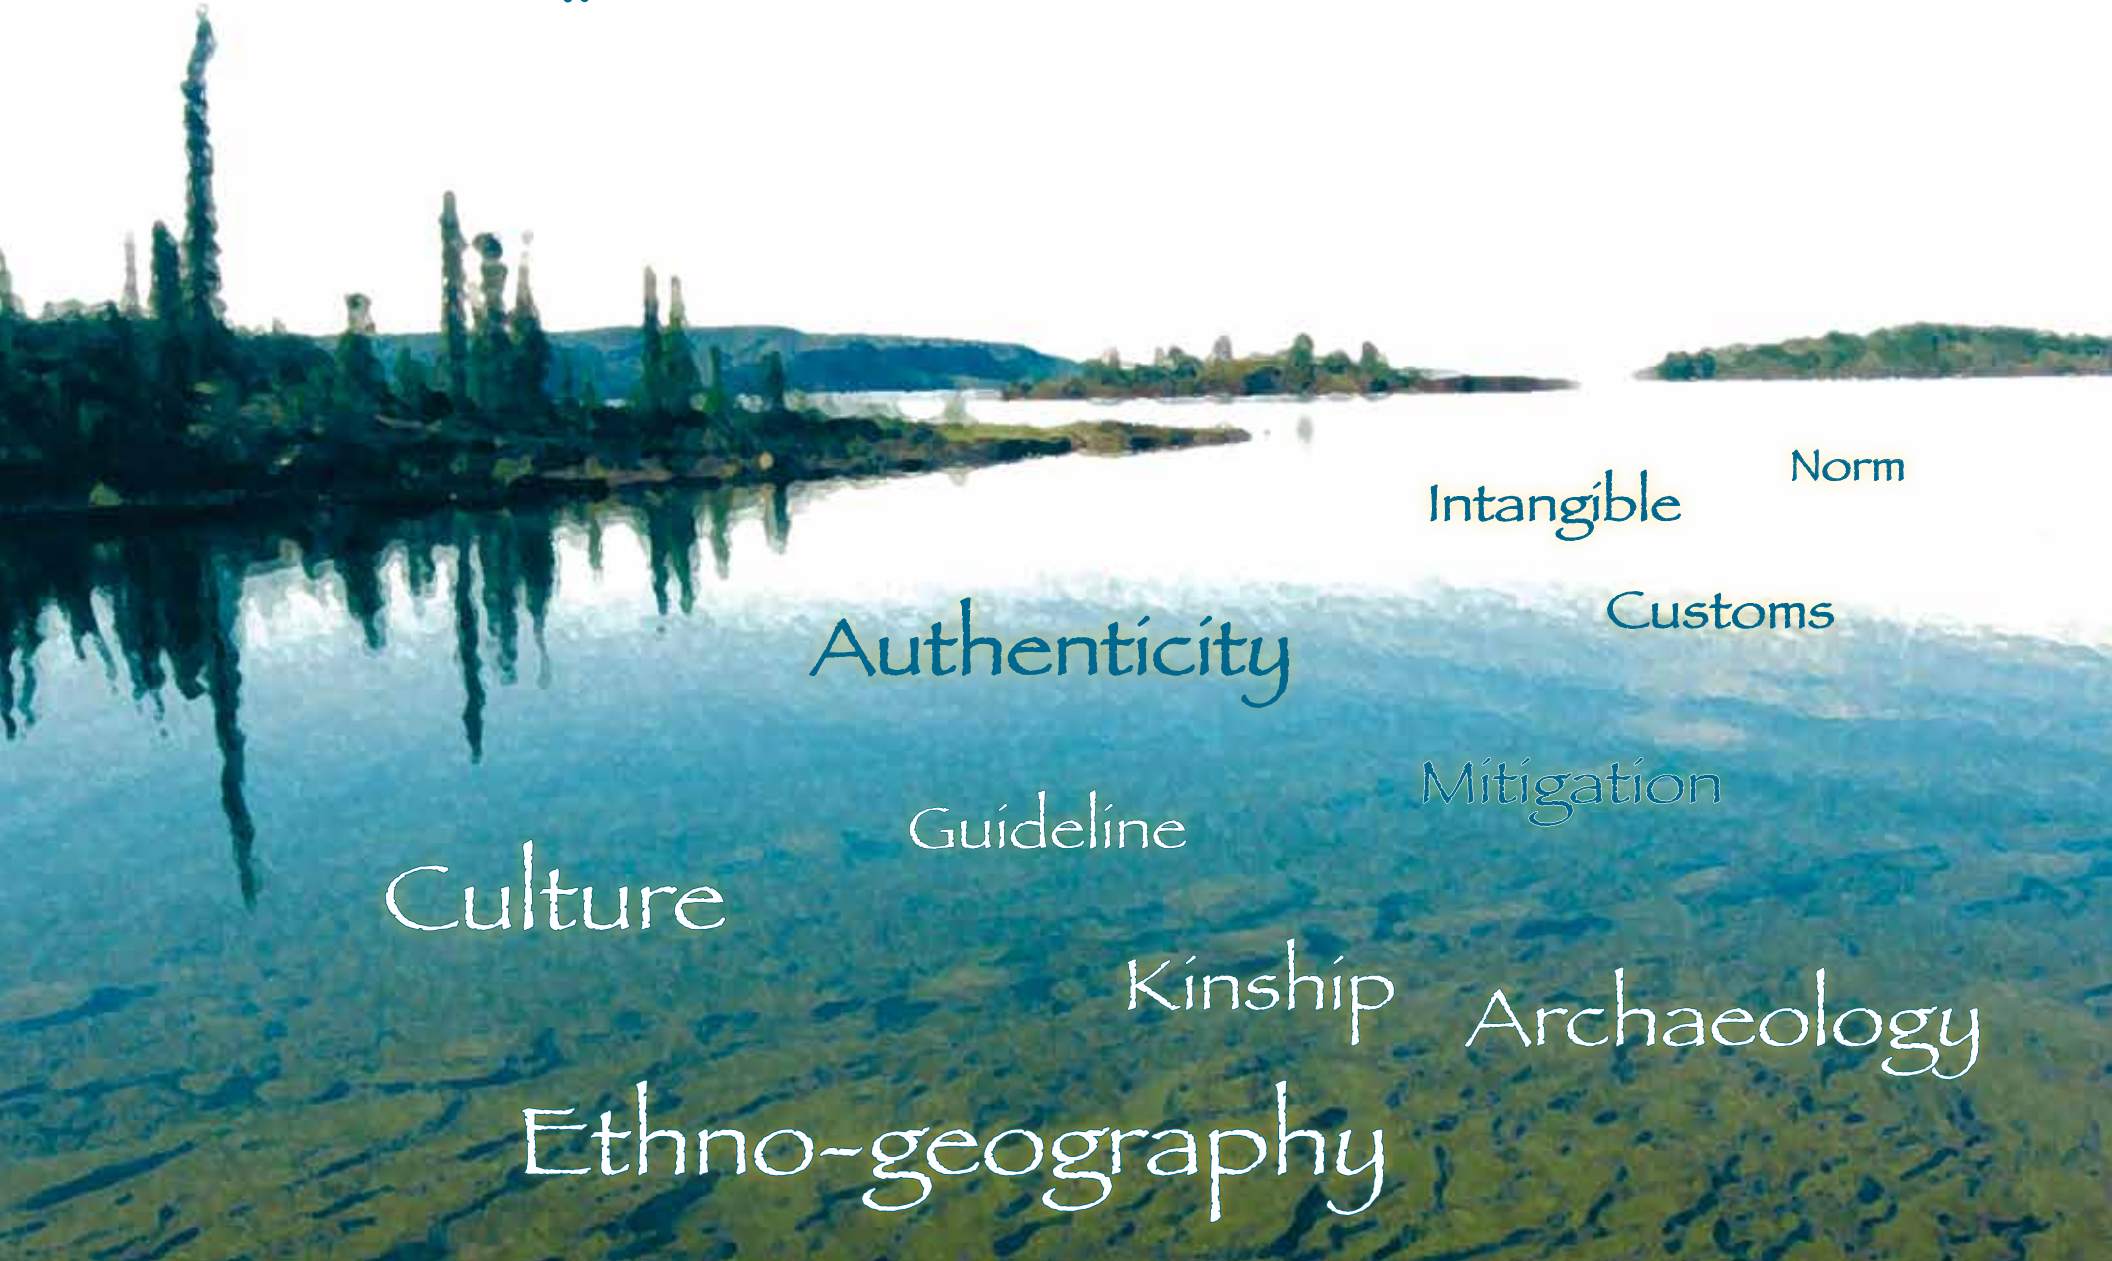 Norm
Intangible
Customs
Authenticity
Mitigation
Guideline
Culture
Kinship
Archaeology
Ethno-geography